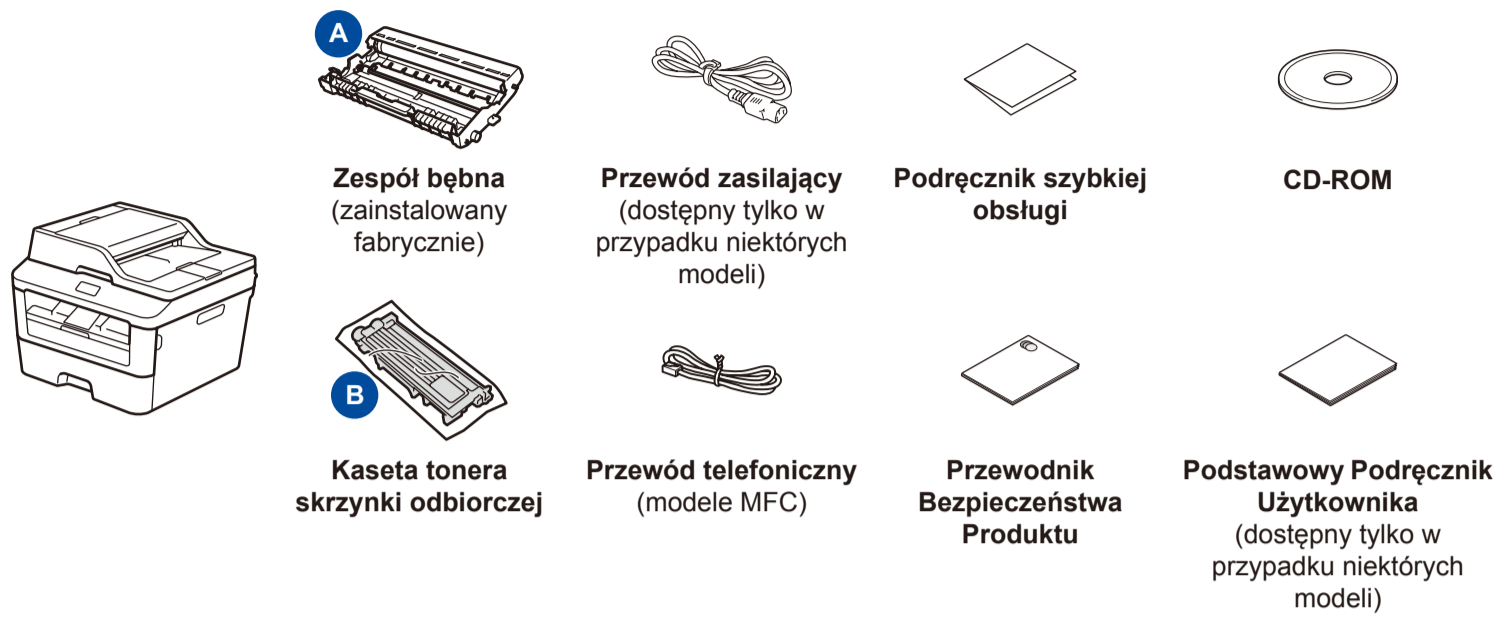 A
Zespół bębna
(zainstalowany
fabrycznie)
Przewód zasilający
(dostępny tylko w
przypadku niektórych
modeli)
Podręcznik szybkiej
obsługi
CD-ROM
B
Kaseta tonera
skrzynki odbiorczej
Przewód telefoniczny
(modele MFC)
Przewodnik
Bezpieczeństwa
Produktu
Podstawowy Podręcznik
Użytkownika
(dostępny tylko w
przypadku niektórych
modeli)